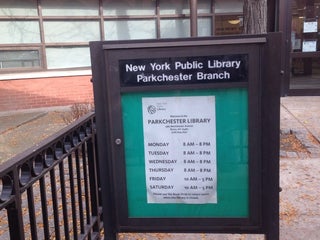 New York Public Library
Parkchester Branch
PARKCHESTER LIBRARY
MONDAY 8 AM – 8 PM
TUESDAY 8 AM – 8 PM
WEDNESDAY 8 AM – 8 PM
THURSDAY 8 AM – 8 PM
FRIDAY 10 AM – 5 PM
SATURDAY 10 AM – 5 PM